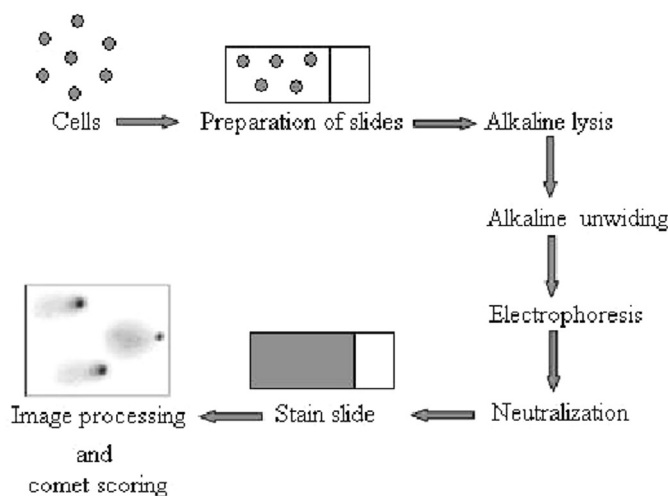 Cells
Preparation of slides
Alkaline lysis
Alkaline unwiding
Electrophoresis
Neutralization
Stain slide
Image processing
and
comet scoring